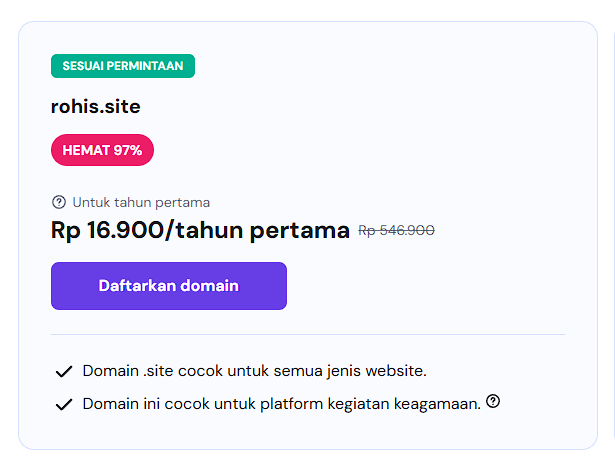 SESUAI PERMINTAAN
rohis.site
HEMAT 97%
Untuk tahun pertama
Rp 16.900/tahun pertama Rp 546.900
Daftarkan domain
Domain .site cocok untuk semua jenis website.
Domain ini cocok untuk platform kegiatan keagamaan.